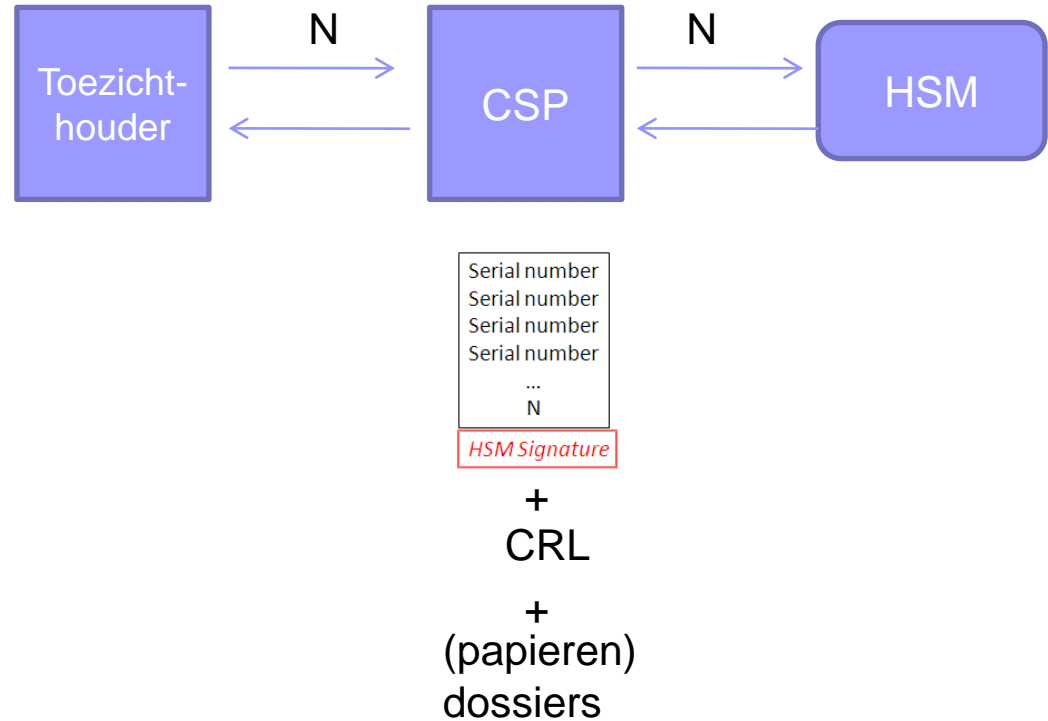 N
N
Toezicht-
houder
CSP
HSM
Serial number
Serial number
Serial number
Serial number
...
N
HSM Signature
+
CRL
+
(papieren)
dossiers